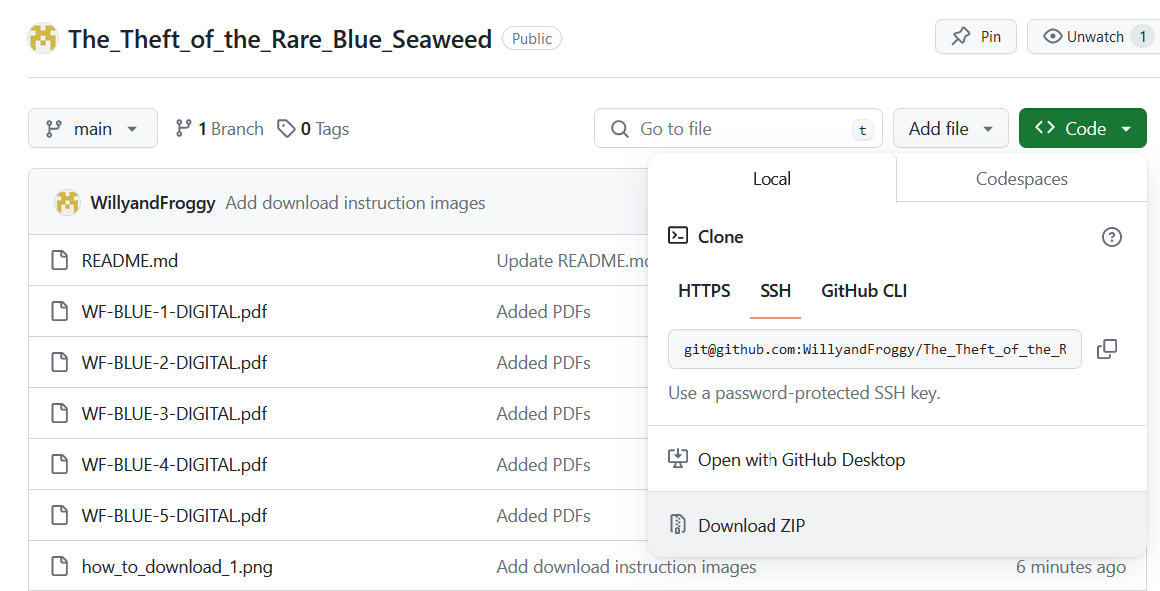 The_Theft_of_the_Rare_Blue_Seaweed Public Pin Unwatch 1
main 1 Branch 0 Tags Go to file t Add file Code
Local Codespaces
WillyandFroggy Add download instruction images
Clone
README.md Update README.md
HTTPS SSH GitHub CLI
WF-BLUE-1-DIGITAL.pdf Added PDFs
git@github.com:WillyandFroggy/The_Theft_of_the_R
WF-BLUE-2-DIGITAL.pdf Added PDFs
Use a password-protected SSH key.
WF-BLUE-3-DIGITAL.pdf Added PDFs
WF-BLUE-4-DIGITAL.pdf Added PDFs
Open with GitHub Desktop
WF-BLUE-5-DIGITAL.pdf Added PDFs
Download ZIP
how_to_download_1.png Add download instruction images 6 minutes ago